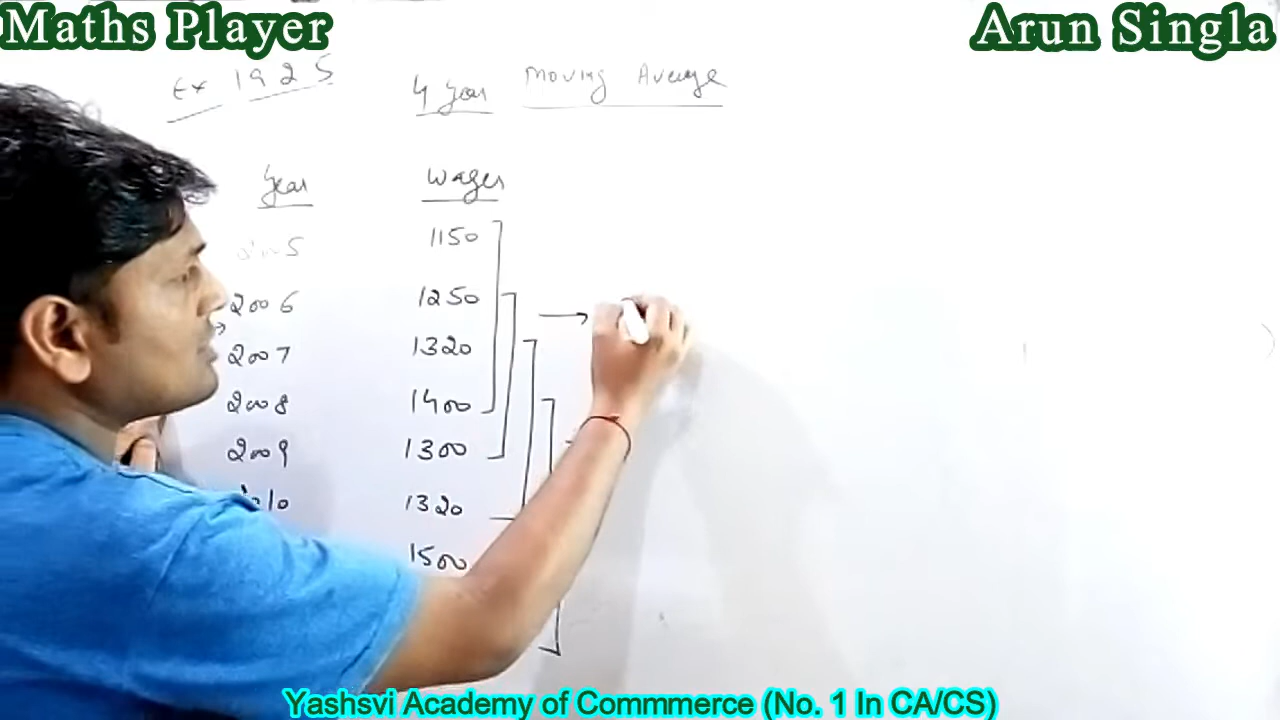 Maths Player
Arun Singla
Ex 1925
4 year Moving Average
Year Wages
1150
2006 1250
2007 1320
2008 1400
2009 1300
1320
1500
Yashsvi Academy of Commmerce (No. 1 In CA/CS)